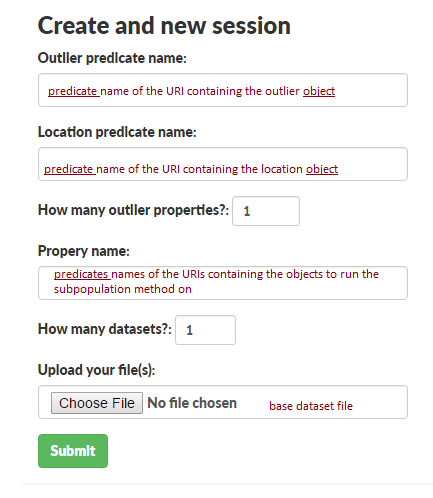 Create and new session
Outlier predicate name:
predicate name of the URI containing the outlier object
Location predicate name:
predicate name of the URI containing the location object
How many outlier properties?: 1
Propery name:
predicates names of the URIs containing the objects to run the
subpopulation method on
How many datasets?: 1
Upload your file(s):
Choose File No file chosen base dataset file
Submit